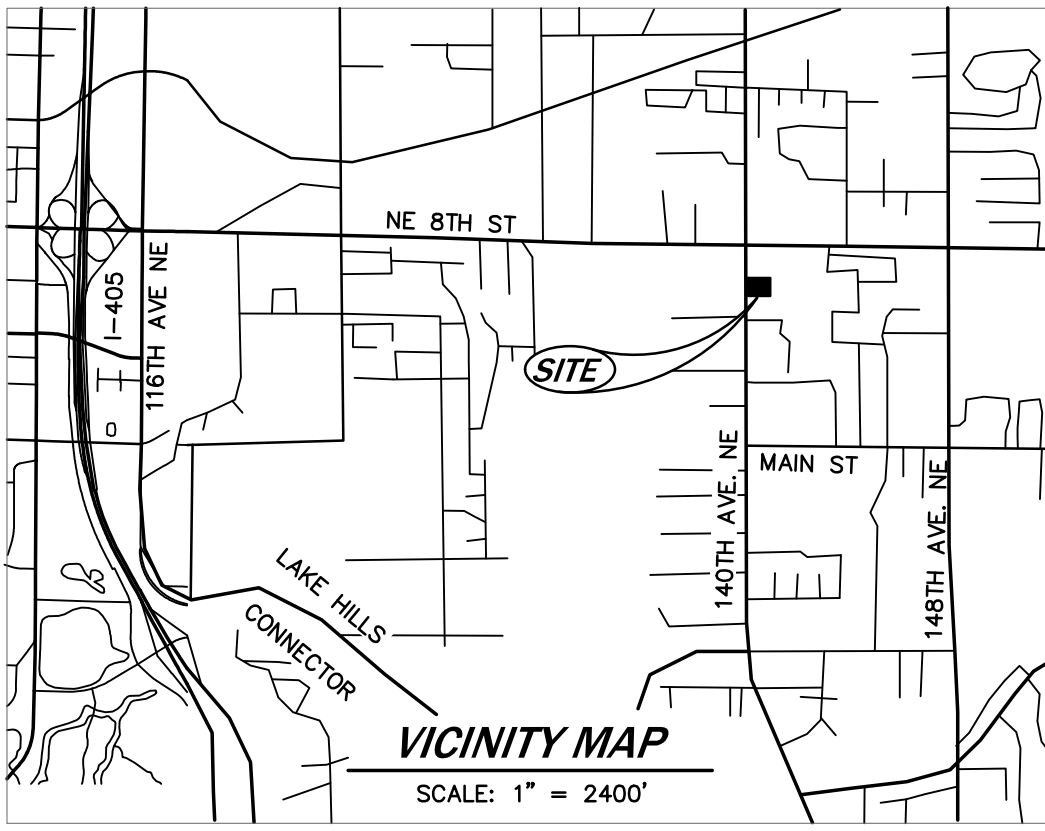 NE 8TH ST
I-405
116TH AVE NE
SITE
140TH AVE. NE
MAIN ST
148TH AVE. NE
LAKE HILLS
CONNECTOR
VICINITY MAP
SCALE: 1" = 2400'